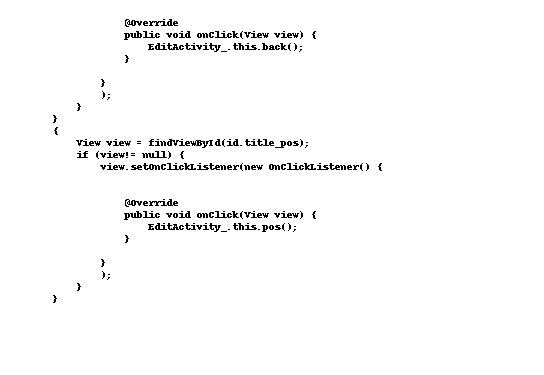 @Override
public void onClick(View view) {
EditActivity_.this.back();
}
}
);
}
}
{
View view = findViewById(id.title_pos);
if (view!= null) {
view.setOnClickListener(new OnClickListener() {
@Override
public void onClick(View view) {
EditActivity_.this.pos();
}
}
);
}
}